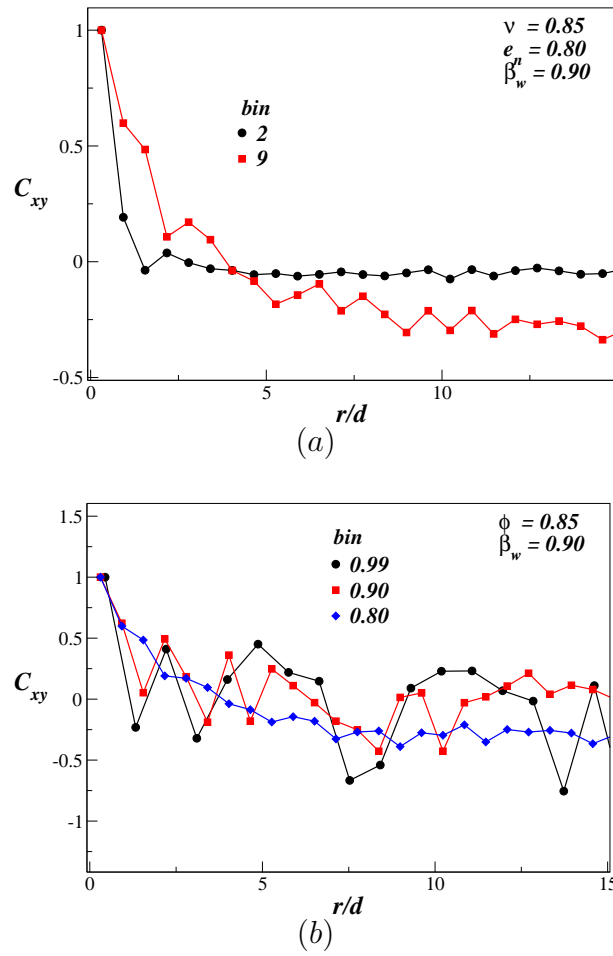 1
0.5
0
-0.5
C_xy
ν = 0.85
e_n = 0.80
β_w = 0.90
bin
2
9
0 5 10
r/d
(a)
1.5
1
0.5
0
-0.5
-1
C_xy
ϕ = 0.85
β_w = 0.90
bin
0.99
0.90
0.80
0 5 10 15
r/d
(b)